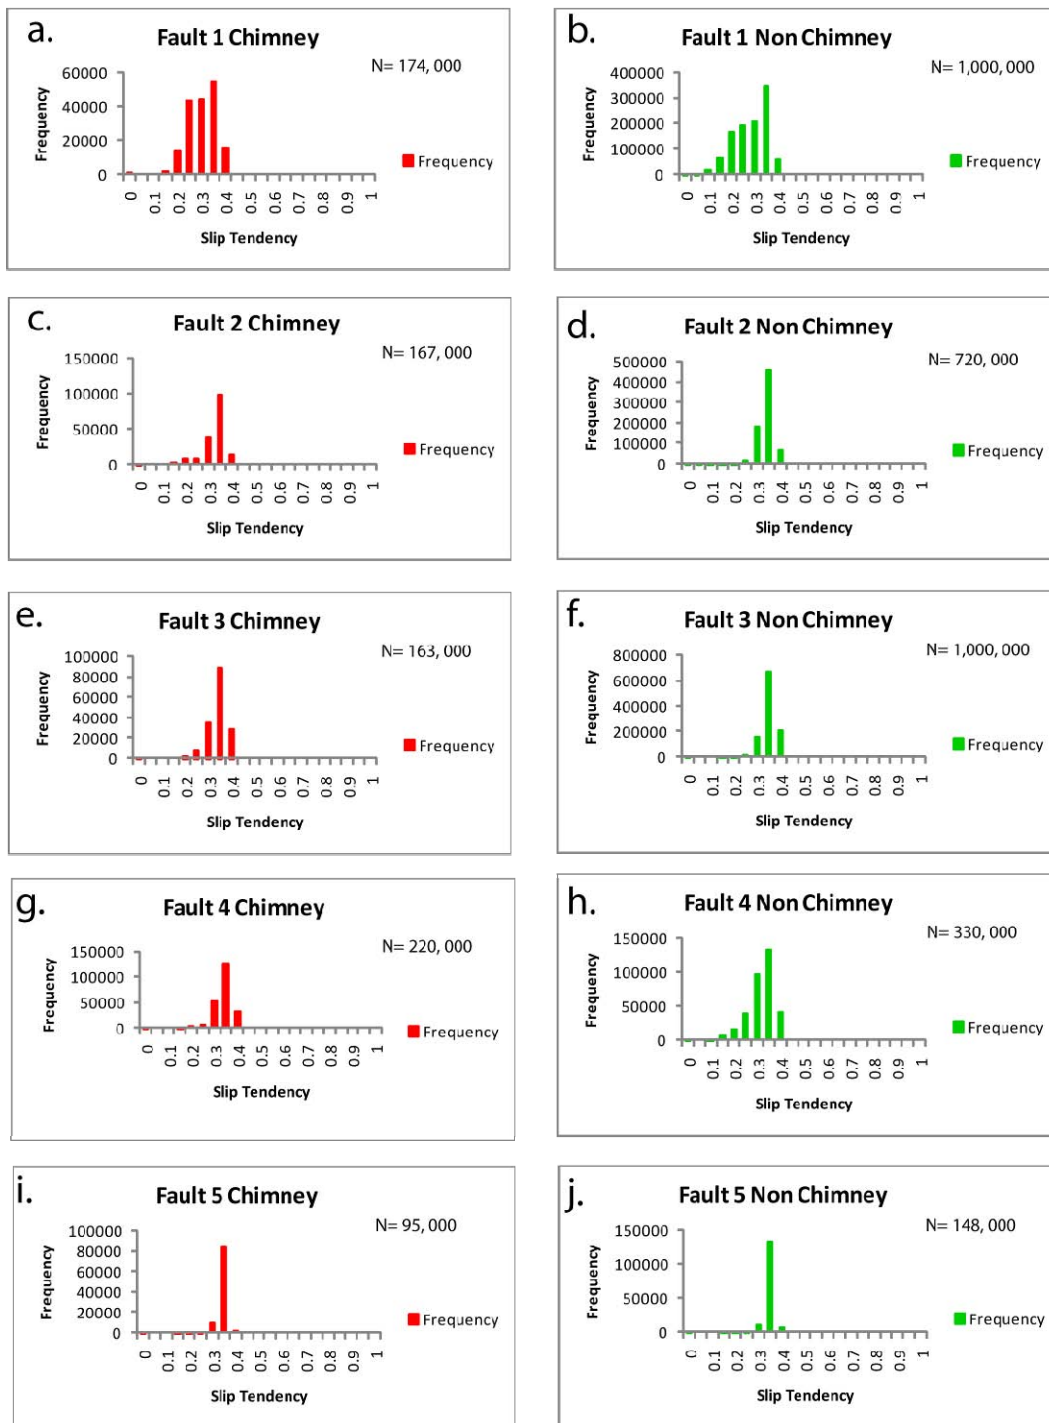 a.
Fault 1 Chimney
N= 174, 000
60000
40000
20000
0
Frequency
0 0.1 0.2 0.3 0.4 0.5 0.6 0.7 0.8 0.9 1
Slip Tendency
Frequency
b.
Fault 1 Non Chimney
N= 1,000, 000
400000
300000
200000
100000
0
Frequency
0 0.1 0.2 0.3 0.4 0.5 0.6 0.7 0.8 0.9 1
Slip Tendency
Frequency
c.
Fault 2 Chimney
N= 167, 000
150000
100000
50000
0
Frequency
0 0.1 0.2 0.3 0.4 0.5 0.6 0.7 0.8 0.9 1
Slip Tendency
Frequency
d.
Fault 2 Non Chimney
N= 720, 000
500000
400000
300000
200000
100000
0
Frequency
0 0.1 0.2 0.3 0.4 0.5 0.6 0.7 0.8 0.9 1
Slip Tendency
Frequency
e.
Fault 3 Chimney
N= 163, 000
100000
80000
60000
40000
20000
0
Frequency
0 0.1 0.2 0.3 0.4 0.5 0.6 0.7 0.8 0.9 1
Slip Tendency
Frequency
f.
Fault 3 Non Chimney
N= 1,000, 000
800000
600000
400000
200000
0
Frequency
0 0.1 0.2 0.3 0.4 0.5 0.6 0.7 0.8 0.9 1
Slip Tendency
Frequency
g.
Fault 4 Chimney
N= 220, 000
150000
100000
50000
0
Frequency
0 0.1 0.2 0.3 0.4 0.5 0.6 0.7 0.8 0.9 1
Slip Tendency
Frequency
h.
Fault 4 Non Chimney
N= 330, 000
150000
100000
50000
0
Frequency
0 0.1 0.2 0.3 0.4 0.5 0.6 0.7 0.8 0.9 1
Slip Tendency
Frequency
i.
Fault 5 Chimney
N= 95, 000
100000
80000
60000
40000
20000
0
Frequency
0 0.1 0.2 0.3 0.4 0.5 0.6 0.7 0.8 0.9 1
Slip Tendency
Frequency
j.
Fault 5 Non Chimney
N= 148, 000
150000
100000
50000
0
Frequency
0 0.1 0.2 0.3 0.4 0.5 0.6 0.7 0.8 0.9 1
Slip Tendency
Frequency